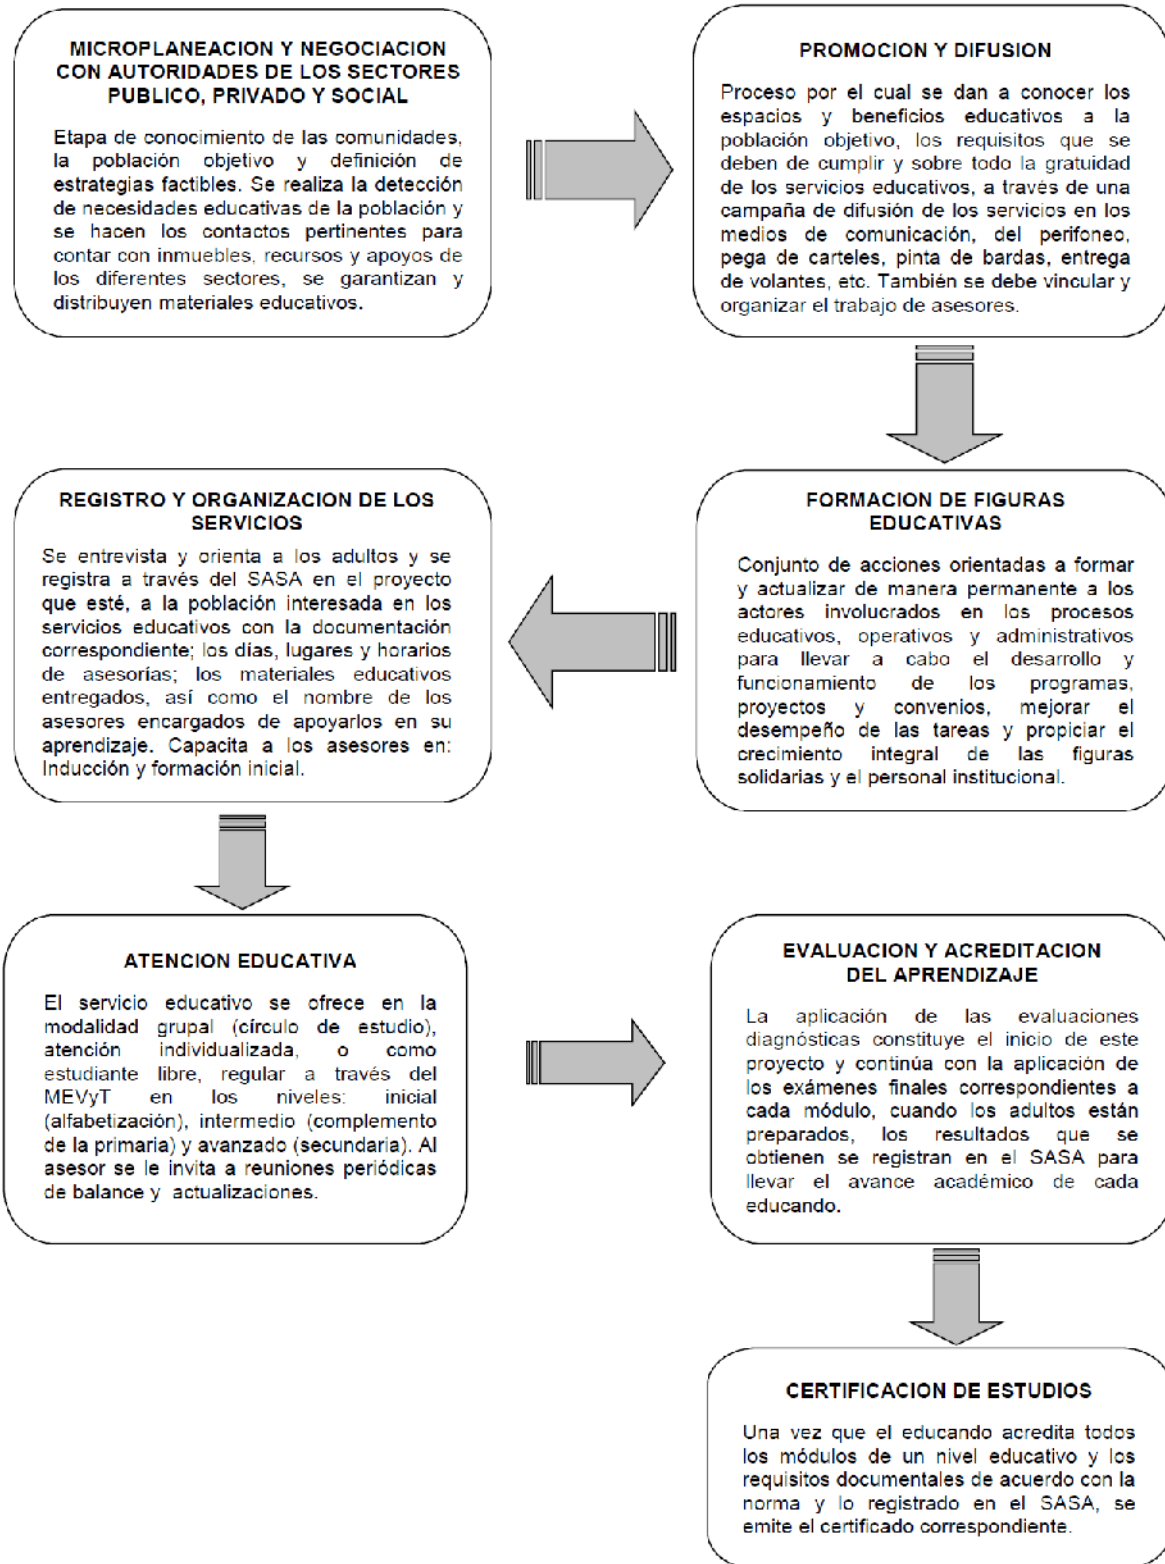 MICROPLANEACION Y NEGOCIACION
CON AUTORIDADES DE LOS SECTORES
PUBLICO, PRIVADO Y SOCIAL
Etapa de conocimiento de las comunidades,
la población objetivo y definición de
estrategias factibles. Se realiza la detección
de necesidades educativas de la población y
se hacen los contactos pertinentes para
contar con inmuebles, recursos y apoyos de
los diferentes sectores, se garantizan y
distribuyen materiales educativos.
PROMOCION Y DIFUSION
Proceso por el cual se dan a conocer los
espacios y beneficios educativos a la
población objetivo, los requisitos que se
deben de cumplir y sobre todo la gratuidad
de los servicios educativos, a través de una
campaña de difusión de los servicios en los
medios de comunicación, del perifoneo,
pega de carteles, pinta de bardas, entrega
de volantes, etc. También se debe vincular y
organizar el trabajo de asesores.
FORMACION DE FIGURAS
EDUCATIVAS
Conjunto de acciones orientadas a formar
y actualizar de manera permanente a los
actores involucrados en los procesos
educativos, operativos y administrativos
para llevar a cabo el desarrollo y
funcionamiento de los programas,
proyectos y convenios, mejorar el
desempeño de las tareas y propiciar el
crecimiento integral de las figuras
solidarias y el personal institucional.
REGISTRO Y ORGANIZACION DE LOS
SERVICIOS
Se entrevista y orienta a los adultos y se
registra a través del SASA en el proyecto
que esté, a la población interesada en los
servicios educativos con la documentación
correspondiente; los días, lugares y horarios
de asesorías; los materiales educativos
entregados, así como el nombre de los
asesores encargados de apoyarlos en su
aprendizaje. Capacita a los asesores en:
Inducción y formación inicial.
ATENCION EDUCATIVA
El servicio educativo se ofrece en la
modalidad grupal (círculo de estudio),
atención individualizada, o como
estudiante libre, regular a través del
MEVyT en los niveles: inicial
(alfabetización), intermedio (complemento
de la primaria) y avanzado (secundaria). Al
asesor se le invita a reuniones periódicas
de balance y actualizaciones.
EVALUACION Y ACREDITACION
DEL APRENDIZAJE
La aplicación de las evaluaciones
diagnósticas constituye el inicio de este
proyecto y continúa con la aplicación de
los exámenes finales correspondientes a
cada módulo, cuando los adultos están
preparados, los resultados que se
obtienen se registran en el SASA para
llevar el avance académico de cada
educando.
CERTIFICACION DE ESTUDIOS
Una vez que el educando acredita todos
los módulos de un nivel educativo y los
requisitos documentales de acuerdo con la
norma y lo registrado en el SASA, se
emite el certificado correspondiente.